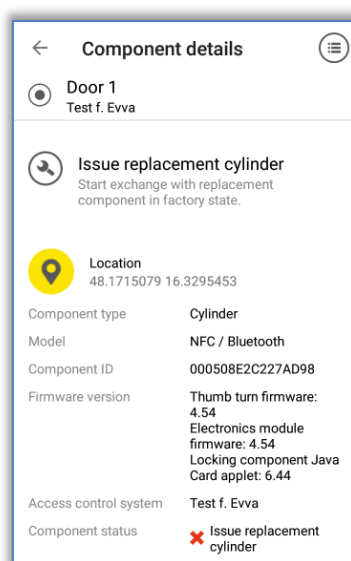 Component details
Door 1
Test f. Evva
Issue replacement cylinder
Start exchange with replacement
component in factory state.
Location
48.1715079 16.3295453
Component type Cylinder
Model NFC / Bluetooth
Component ID 000508E2C227AD98
Firmware version Thumb turn firmware:
4.54
Electronics module
firmware: 4.54
Locking component Java
Card applet: 6.44
Access control system Test f. Evva
Component status Issue replacement
cylinder